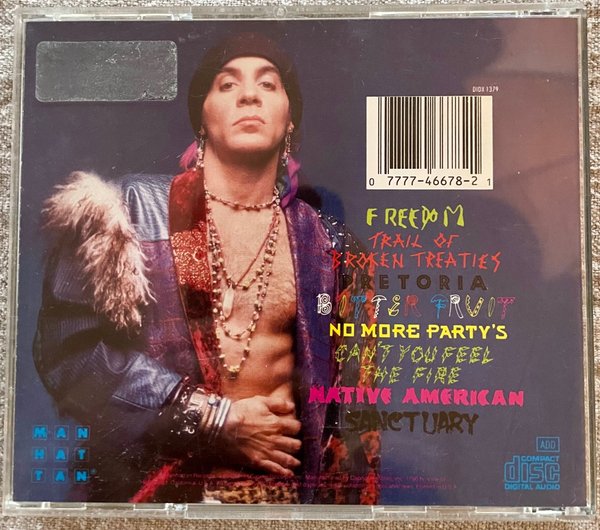 DIDX 1379
0 7777-46678-2 1
FREEDOM
TRAIL OF
BROKEN TREATIES
PRETORIA
BITTER FRUIT
NO MORE PARTY'S
CAN'T YOU FEEL
THE FIRE
NATIVE AMERICAN
SANCTUARY
MAN
HAT
TAN®
ADD
COMPACT
disc
DIGITAL AUDIO